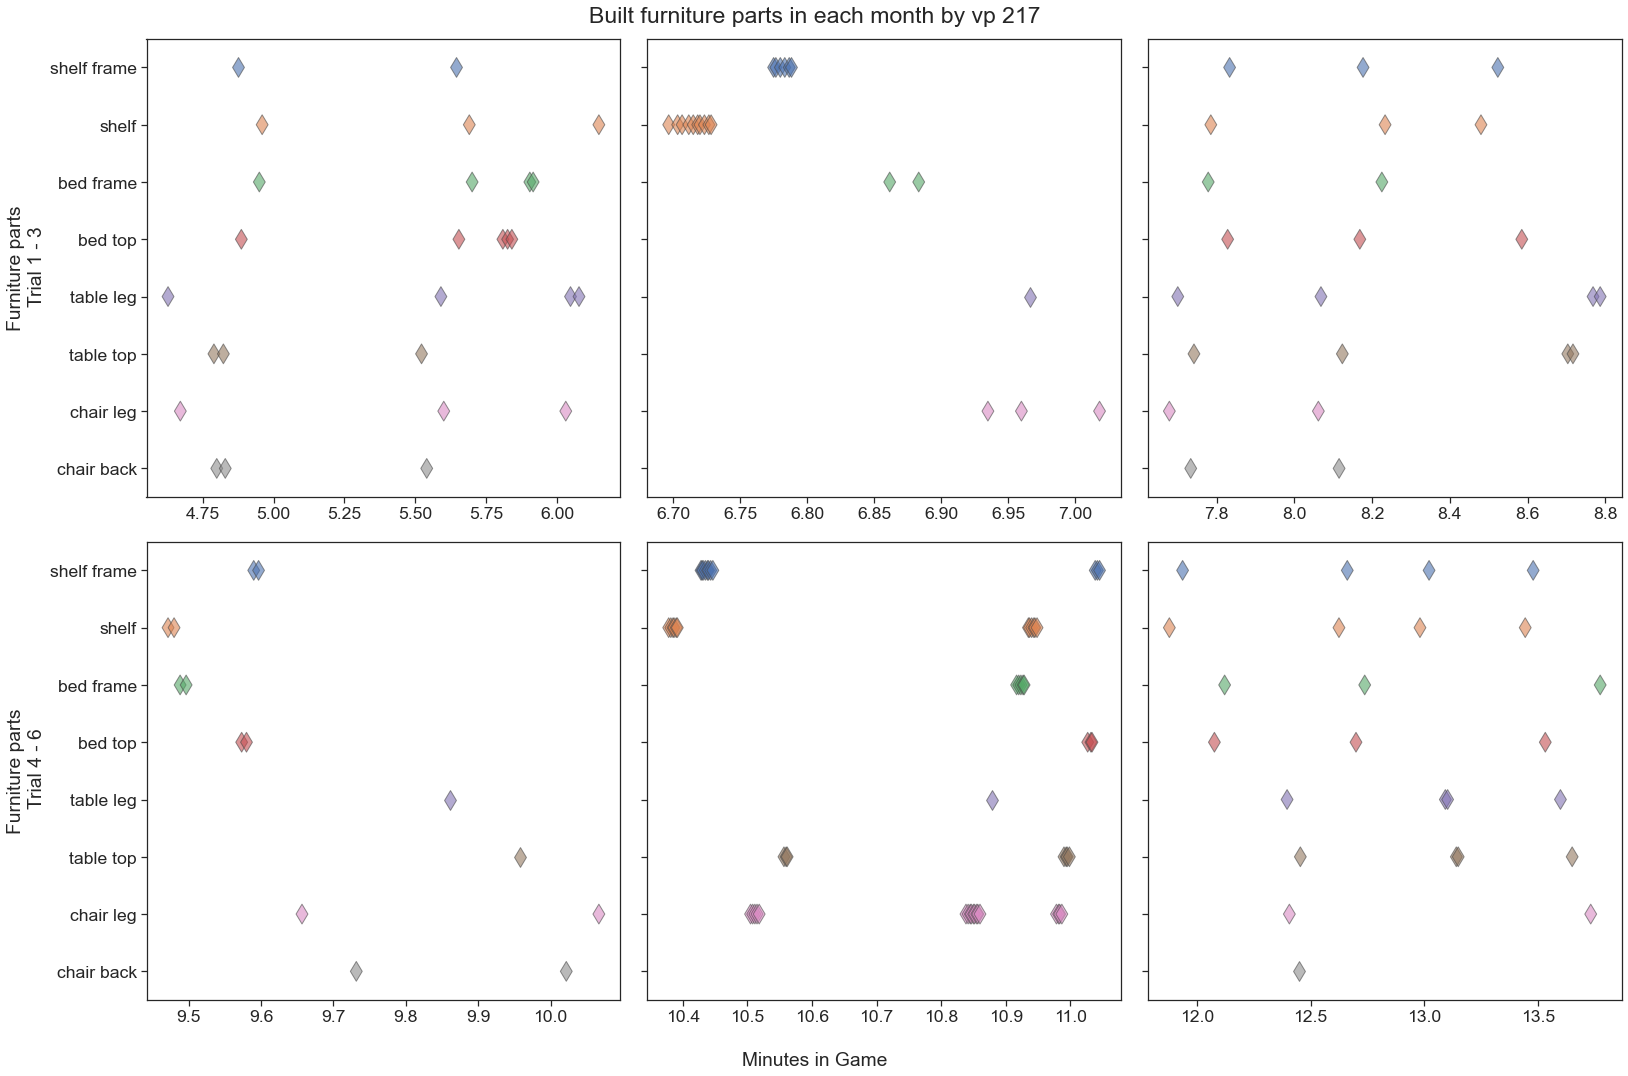 Built furniture parts in each month by vp 217
Furniture parts
Trial 1 - 3
shelf frame
shelf
bed frame
bed top
table leg
table top
chair leg
chair back
4.75 5.00 5.25 5.50 5.75 6.00
6.70 6.75 6.80 6.85 6.90 6.95 7.00
7.8 8.0 8.2 8.4 8.6 8.8
Furniture parts
Trial 4 - 6
shelf frame
shelf
bed frame
bed top
table leg
table top
chair leg
chair back
9.5 9.6 9.7 9.8 9.9 10.0
10.4 10.5 10.6 10.7 10.8 10.9 11.0
12.0 12.5 13.0 13.5
Minutes in Game